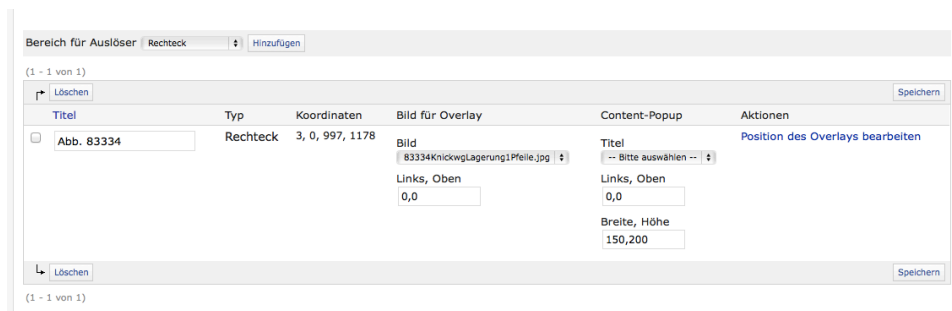 Bereich für Auslöser Rechteck Hinzufügen
(1 - 1 von 1)
Löschen Speichern
Titel Typ Koordinaten Bild für Overlay Content-Popup Aktionen
Abb. 83334 Rechteck 3, 0, 997, 1178 Position des Overlays bearbeiten
Bild Titel
83334KnickwgLagerung1Pfeile.jpg -- Bitte auswählen --
Links, Oben Links, Oben
0,0 0,0
Breite, Höhe
150,200
Löschen Speichern
(1 - 1 von 1)